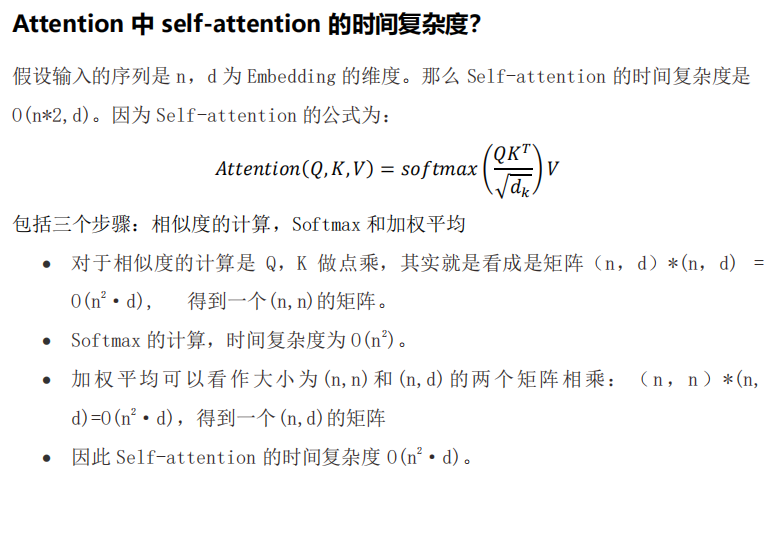 Attention 中 self-attention 的时间复杂度？
假设输入的序列是 n，d 为 Embedding 的维度。那么 Self-attention 的时间复杂度是
O(n*2,d)。因为 Self-attention 的公式为：
Attention(Q,K,V) = softmax(QK^T/√d_k)V
包括三个步骤：相似度的计算，Softmax 和加权平均
• 对于相似度的计算是 Q，K 做点乘，其实就是看成是矩阵（n，d）*(n，d) =
O(n²·d)， 得到一个(n,n)的矩阵。
• Softmax 的计算，时间复杂度为 O(n²)。
• 加权平均可以看作大小为(n,n)和(n,d)的两个矩阵相乘：（n，n）*(n,
d)=O(n²·d)，得到一个(n,d)的矩阵
• 因此 Self-attention 的时间复杂度 O(n²·d)。